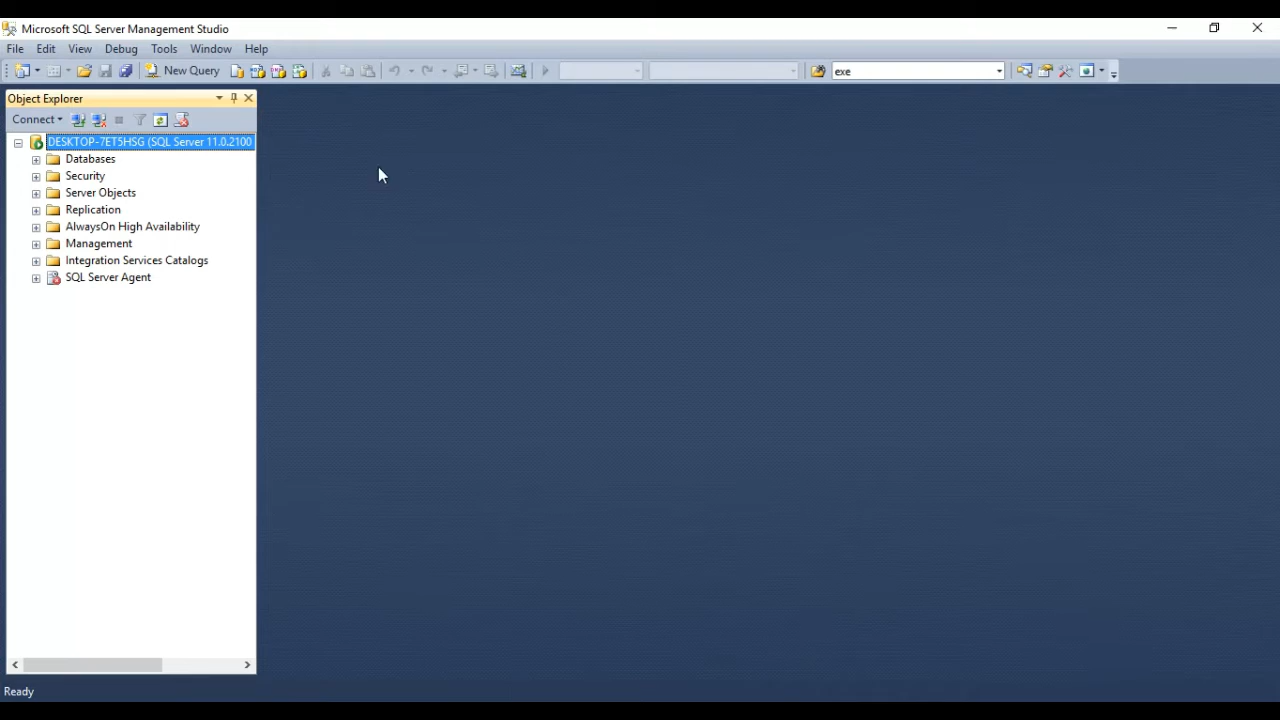 Microsoft SQL Server Management Studio
File Edit View Debug Tools Window Help
New Query exe
Object Explorer
Connect
DESKTOP-7ET5HSG (SQL Server 11.0.2100
Databases
Security
Server Objects
Replication
AlwaysOn High Availability
Management
Integration Services Catalogs
SQL Server Agent
Ready